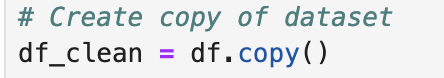 # Create copy of dataset
df_clean = df.copy()